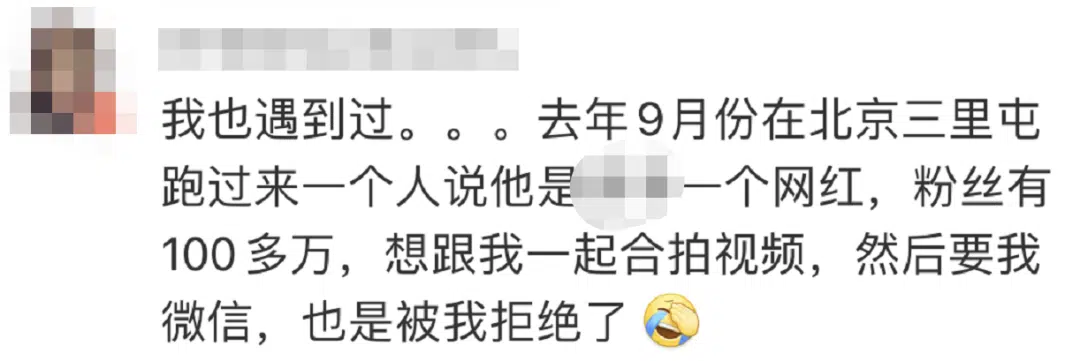 我也遇到过。。。去年9月份在北京三里屯
跑过来一个人说他是一个网红，粉丝有
100多万，想跟我一起合拍视频，然后要我
微信，也是被我拒绝了🤣